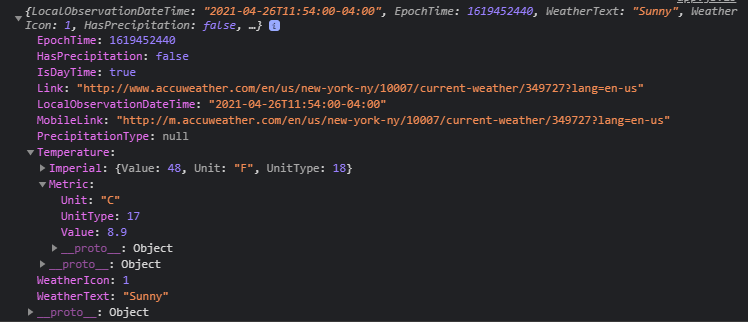 {LocalObservationDateTime: "2021-04-26T11:54:00-04:00", EpochTime: 1619452440, WeatherText: "Sunny", Weather
Icon: 1, HasPrecipitation: false, …} i
EpochTime: 1619452440
HasPrecipitation: false
IsDayTime: true
Link: "http://www.accuweather.com/en/us/new-york-ny/10007/current-weather/349727?lang=en-us"
LocalObservationDateTime: "2021-04-26T11:54:00-04:00"
MobileLink: "http://m.accuweather.com/en/us/new-york-ny/10007/current-weather/349727?lang=en-us"
PrecipitationType: null
Temperature:
Imperial: {Value: 48, Unit: "F", UnitType: 18}
Metric:
Unit: "C"
UnitType: 17
Value: 8.9
__proto__: Object
__proto__: Object
WeatherIcon: 1
WeatherText: "Sunny"
__proto__: Object